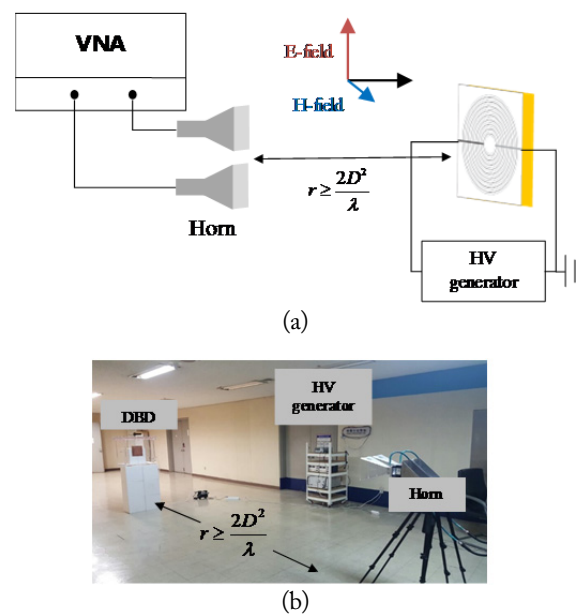 VNA
E-field
H-field
r ≥ 2D²/λ
Horn
HV
generator
(a)
DBD
HV
generator
Horn
r ≥ 2D²/λ
(b)